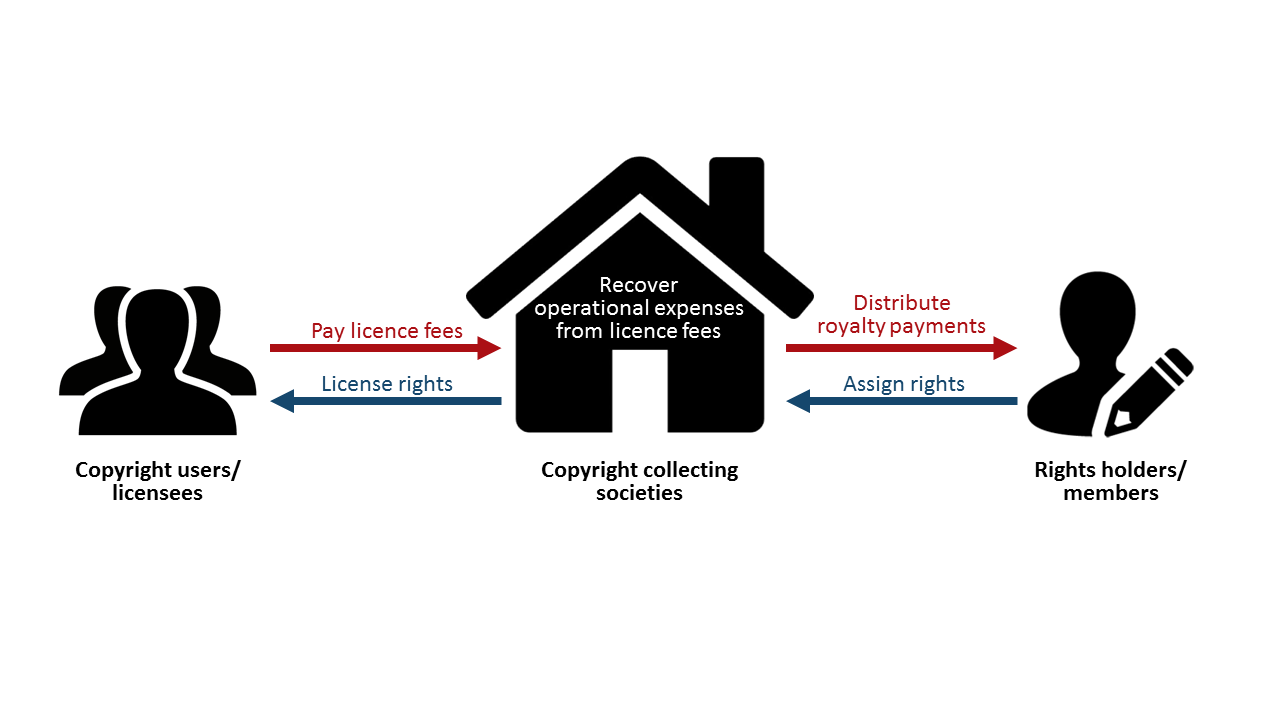 Recover
operational expenses
from licence fees
Pay licence fees
License rights
Distribute
royalty payments
Assign rights
Copyright users/
licensees
Copyright collecting
societies
Rights holders/
members